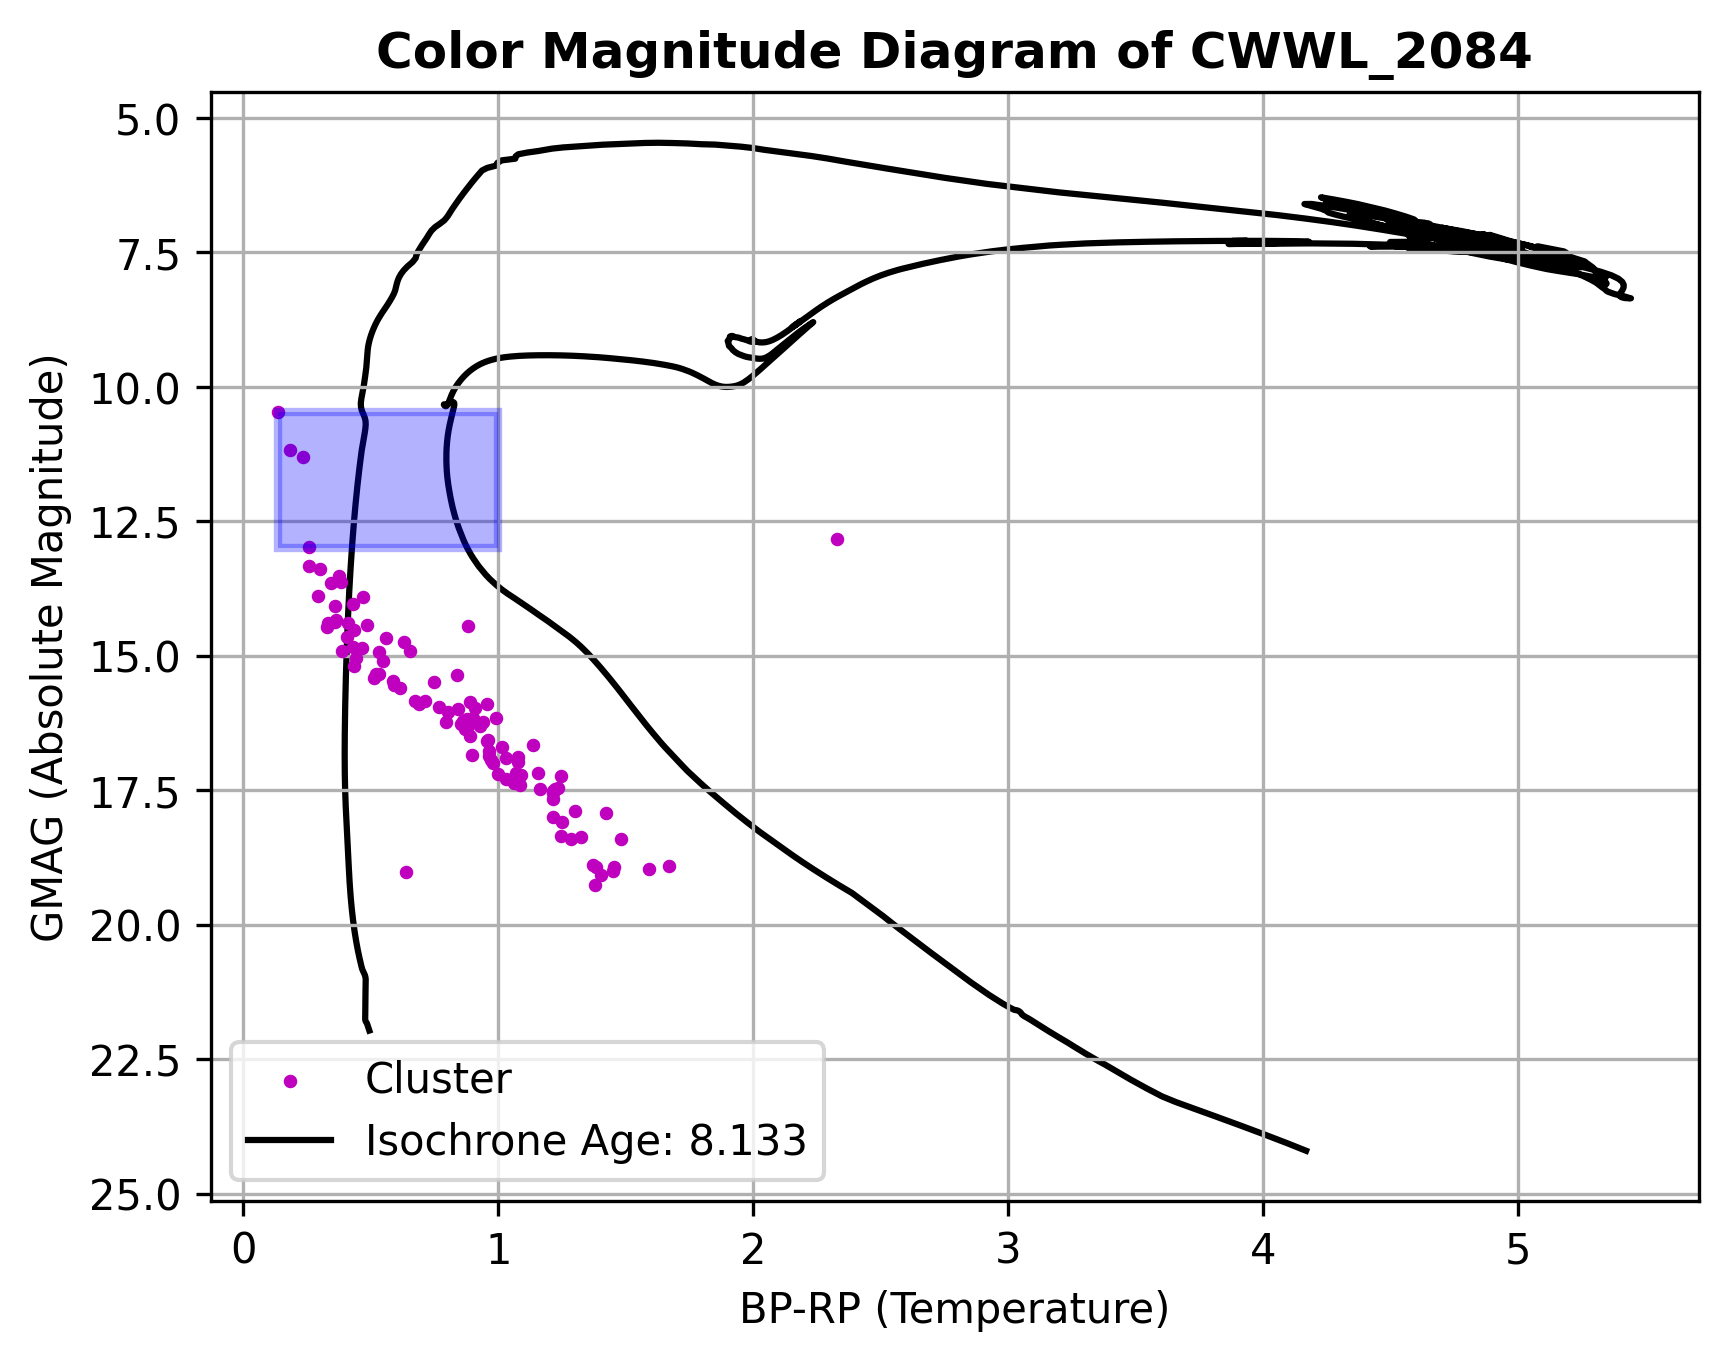 Color Magnitude Diagram of CWWL_2084
GMAG (Absolute Magnitude)
5.0
7.5
10.0
12.5
15.0
17.5
20.0
22.5
25.0
Cluster
Isochrone Age: 8.133
0 1 2 3 4 5
BP-RP (Temperature)